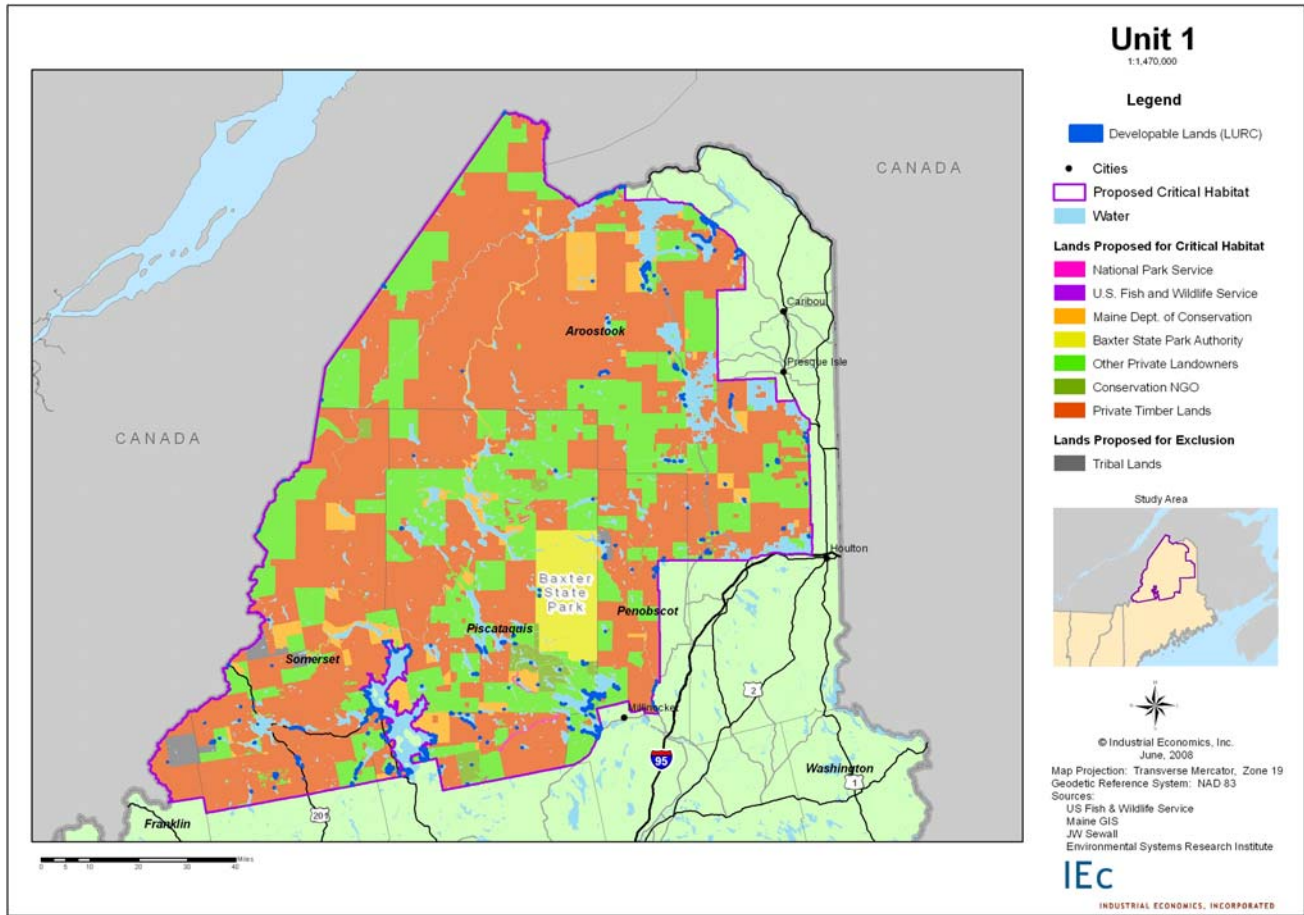 Unit 1
1:1,470,000
Legend
Developable Lands (LURC)
Cities
Proposed Critical Habitat
Water
Lands Proposed for Critical Habitat
National Park Service
U.S. Fish and Wildlife Service
Maine Dept. of Conservation
Baxter State Park Authority
Other Private Landowners
Conservation NGO
Private Timber Lands
Lands Proposed for Exclusion
Tribal Lands
Study Area
© Industrial Economics, Inc.
June, 2008
Map Projection: Transverse Mercator, Zone 19
Geodetic Reference System: NAD 83
Sources:
US Fish & Wildlife Service
Maine GIS
JW Sewall
Environmental Systems Research Institute
IEc
INDUSTRIAL ECONOMICS, INCORPORATED
CANADA
CANADA
Caribou
Aroostook
Presque Isle
Houlton
Baxter
State
Park
Penobscot
Piscataquis
Somerset
2
Millinocket
95
Washington
1
201
Franklin
Miles
0 5 10 20 30 40